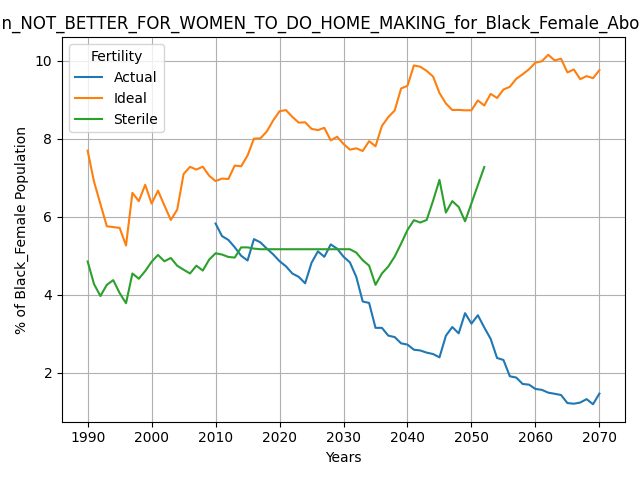 n_NOT_BETTER_FOR_WOMEN_TO_DO_HOME_MAKING_for_Black_Female_Abo
Fertility
Actual
Ideal
Sterile
% of Black_Female Population
10
8
6
4
2
1990 2000 2010 2020 2030 2040 2050 2060 2070
Years